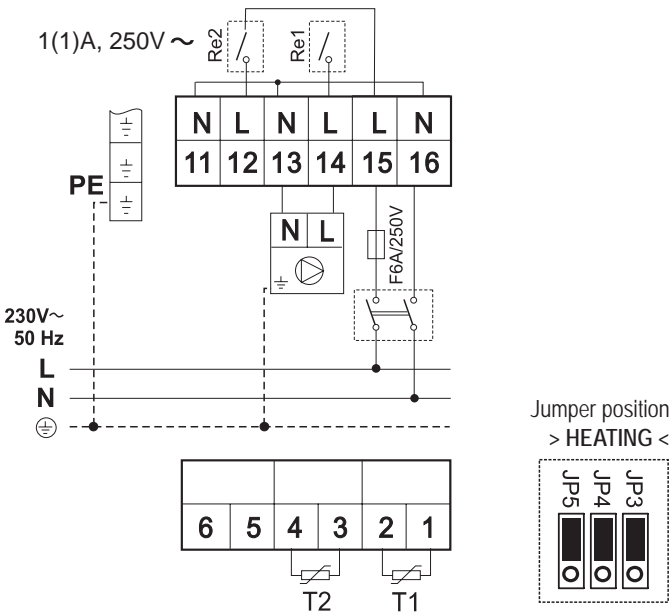 1(1)A, 250V ~ Re2 Re1
N L N L L N
11 12 13 14 15 16
PE
N L
F6A/250V
230V~
50 Hz
L
N
Jumper position
> HEATING <
JP5 JP4 JP3
6 5 4 3 2 1
T2 T1